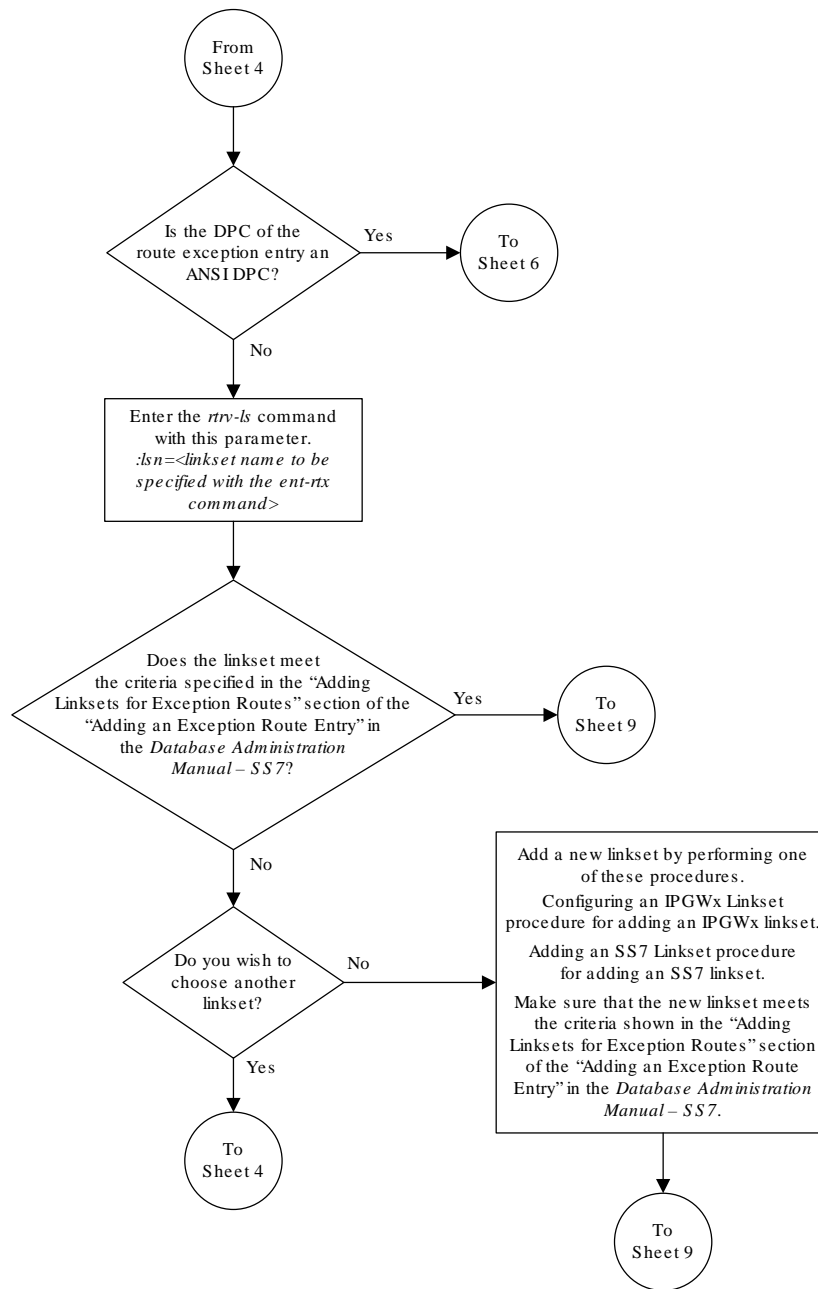 From
Sheet 4
Is the DPC of the
route exception entry an
ANSI DPC?
Yes
To
Sheet 6
No
Enter the rtrv-ls command
with this parameter.
:lsn=<linkset name to be
specified with the ent-rtx
command>
Does the linkset meet
the criteria specified in the “Adding
Linksets for Exception Routes” section of the
“Adding an Exception Route Entry” in
the Database Administration
Manual – SS7?
Yes
To
Sheet 9
No
Do you wish to
choose another
linkset?
No
Add a new linkset by performing one
of these procedures.
Configuring an IPGWx Linkset
procedure for adding an IPGWx linkset.
Adding an SS7 Linkset procedure
for adding an SS7 linkset.
Make sure that the new linkset meets
the criteria shown in the “Adding
Linksets for Exception Routes” section
of the “Adding an Exception Route
Entry” in the Database Administration
Manual – SS7.
Yes
To
Sheet 4
To
Sheet 9